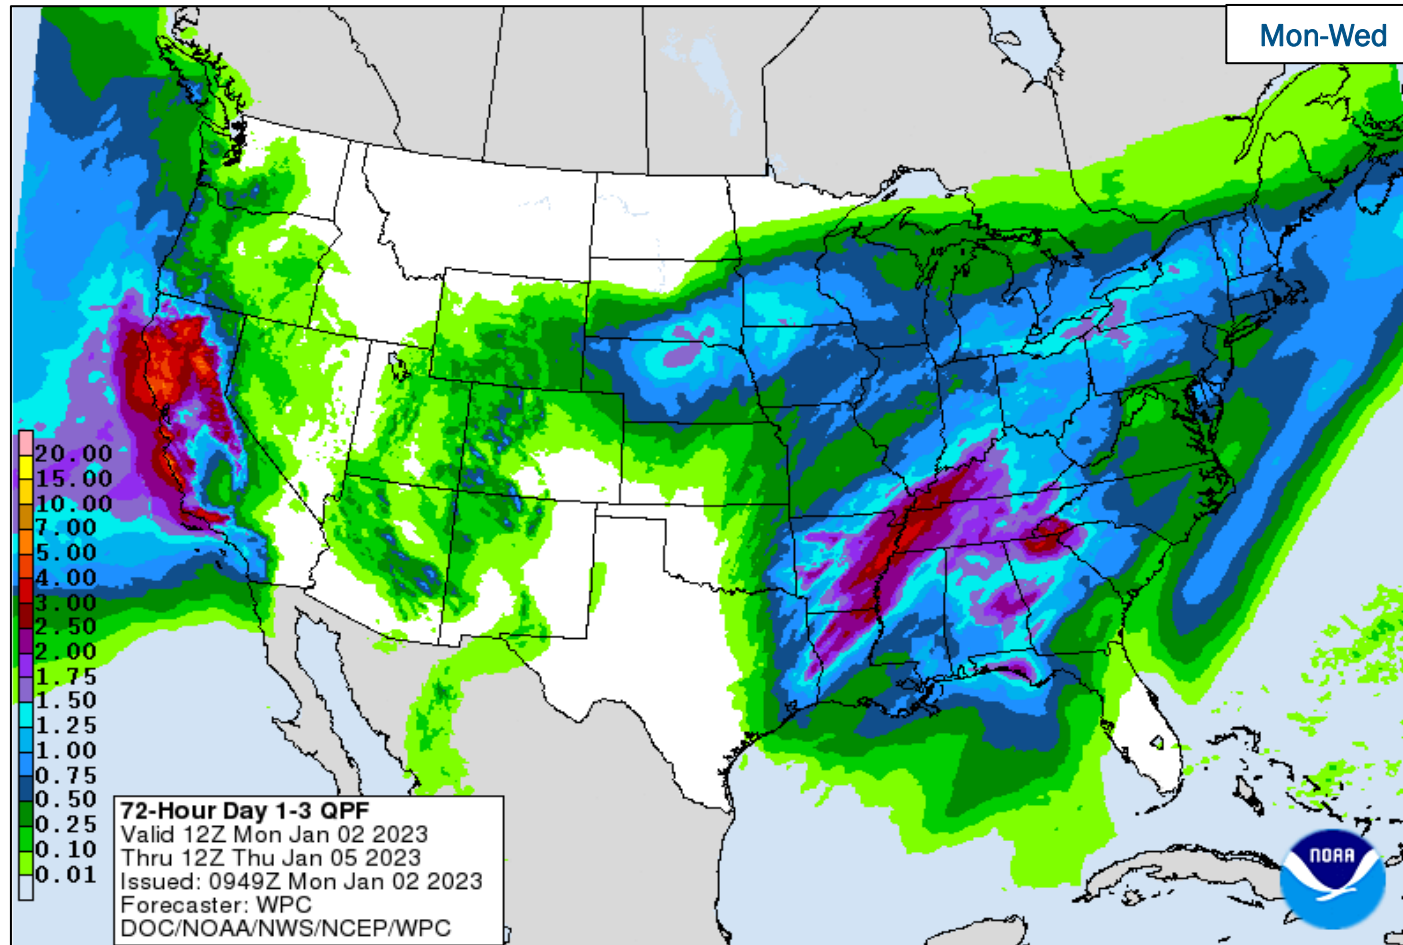 Mon-Wed
20.00
15.00
10.00
7.00
5.00
4.00
3.00
2.50
2.00
1.75
1.50
1.25
1.00
0.75
0.50
0.25
0.10
0.01
72-Hour Day 1-3 QPF
Valid 12Z Mon Jan 02 2023
Thru 12Z Thu Jan 05 2023
Issued: 0949Z Mon Jan 02 2023
Forecaster: WPC
DOC/NOAA/NWS/NCEP/WPC
NOAA